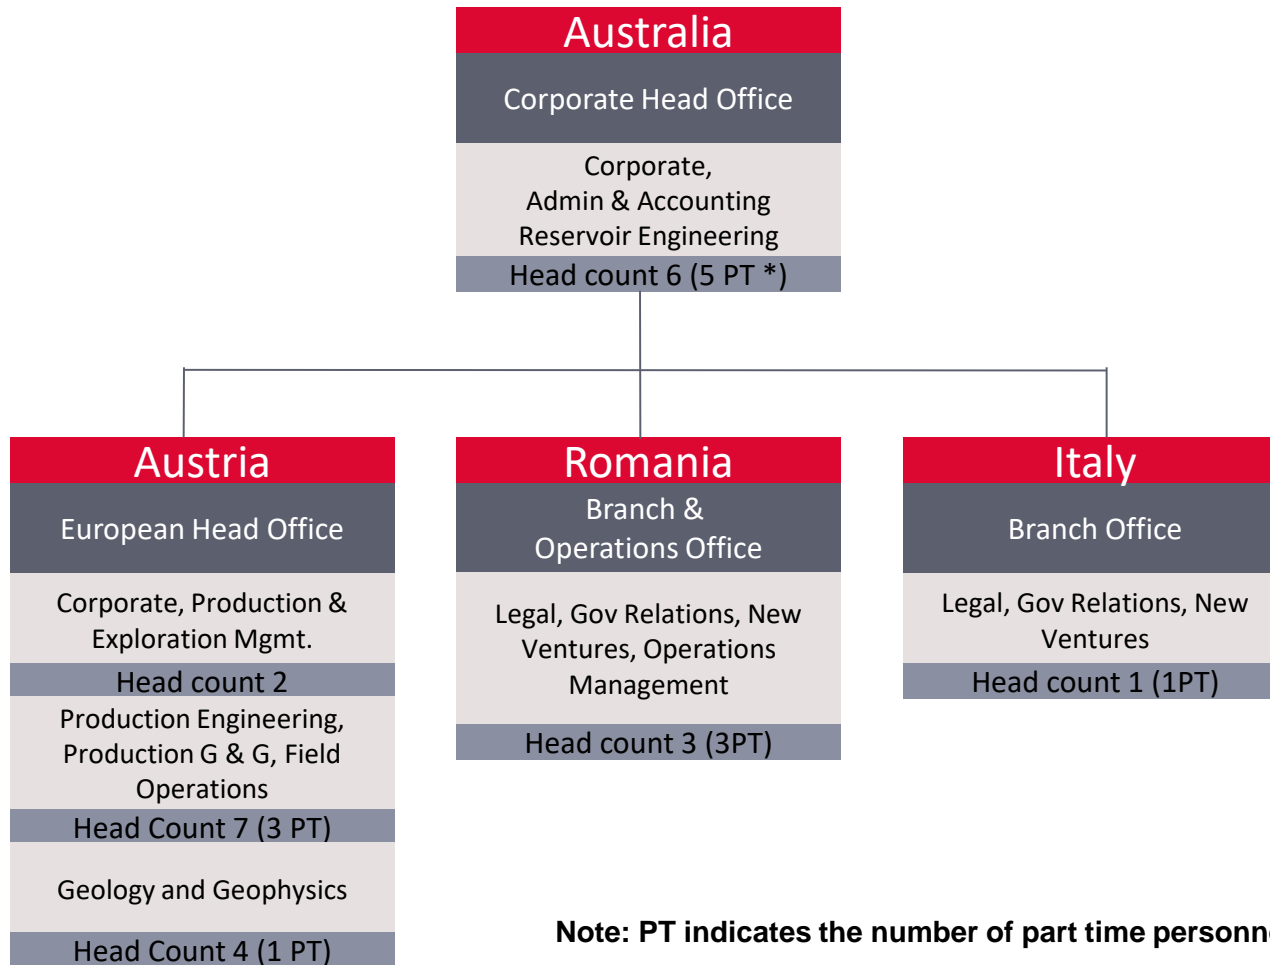 Australia
Corporate Head Office
Corporate,
Admin & Accounting
Reservoir Engineering
Head count 6 (5 PT *)
Austria
European Head Office
Corporate, Production &
Exploration Mgmt.
Head count 2
Production Engineering,
Production G & G, Field
Operations
Head Count 7 (3 PT)
Geology and Geophysics
Head Count 4 (1 PT)
Romania
Branch &
Operations Office
Legal, Gov Relations, New
Ventures, Operations
Management
Head count 3 (3PT)
Italy
Branch Office
Legal, Gov Relations, New
Ventures
Head count 1 (1PT)
Note: PT indicates the number of part time